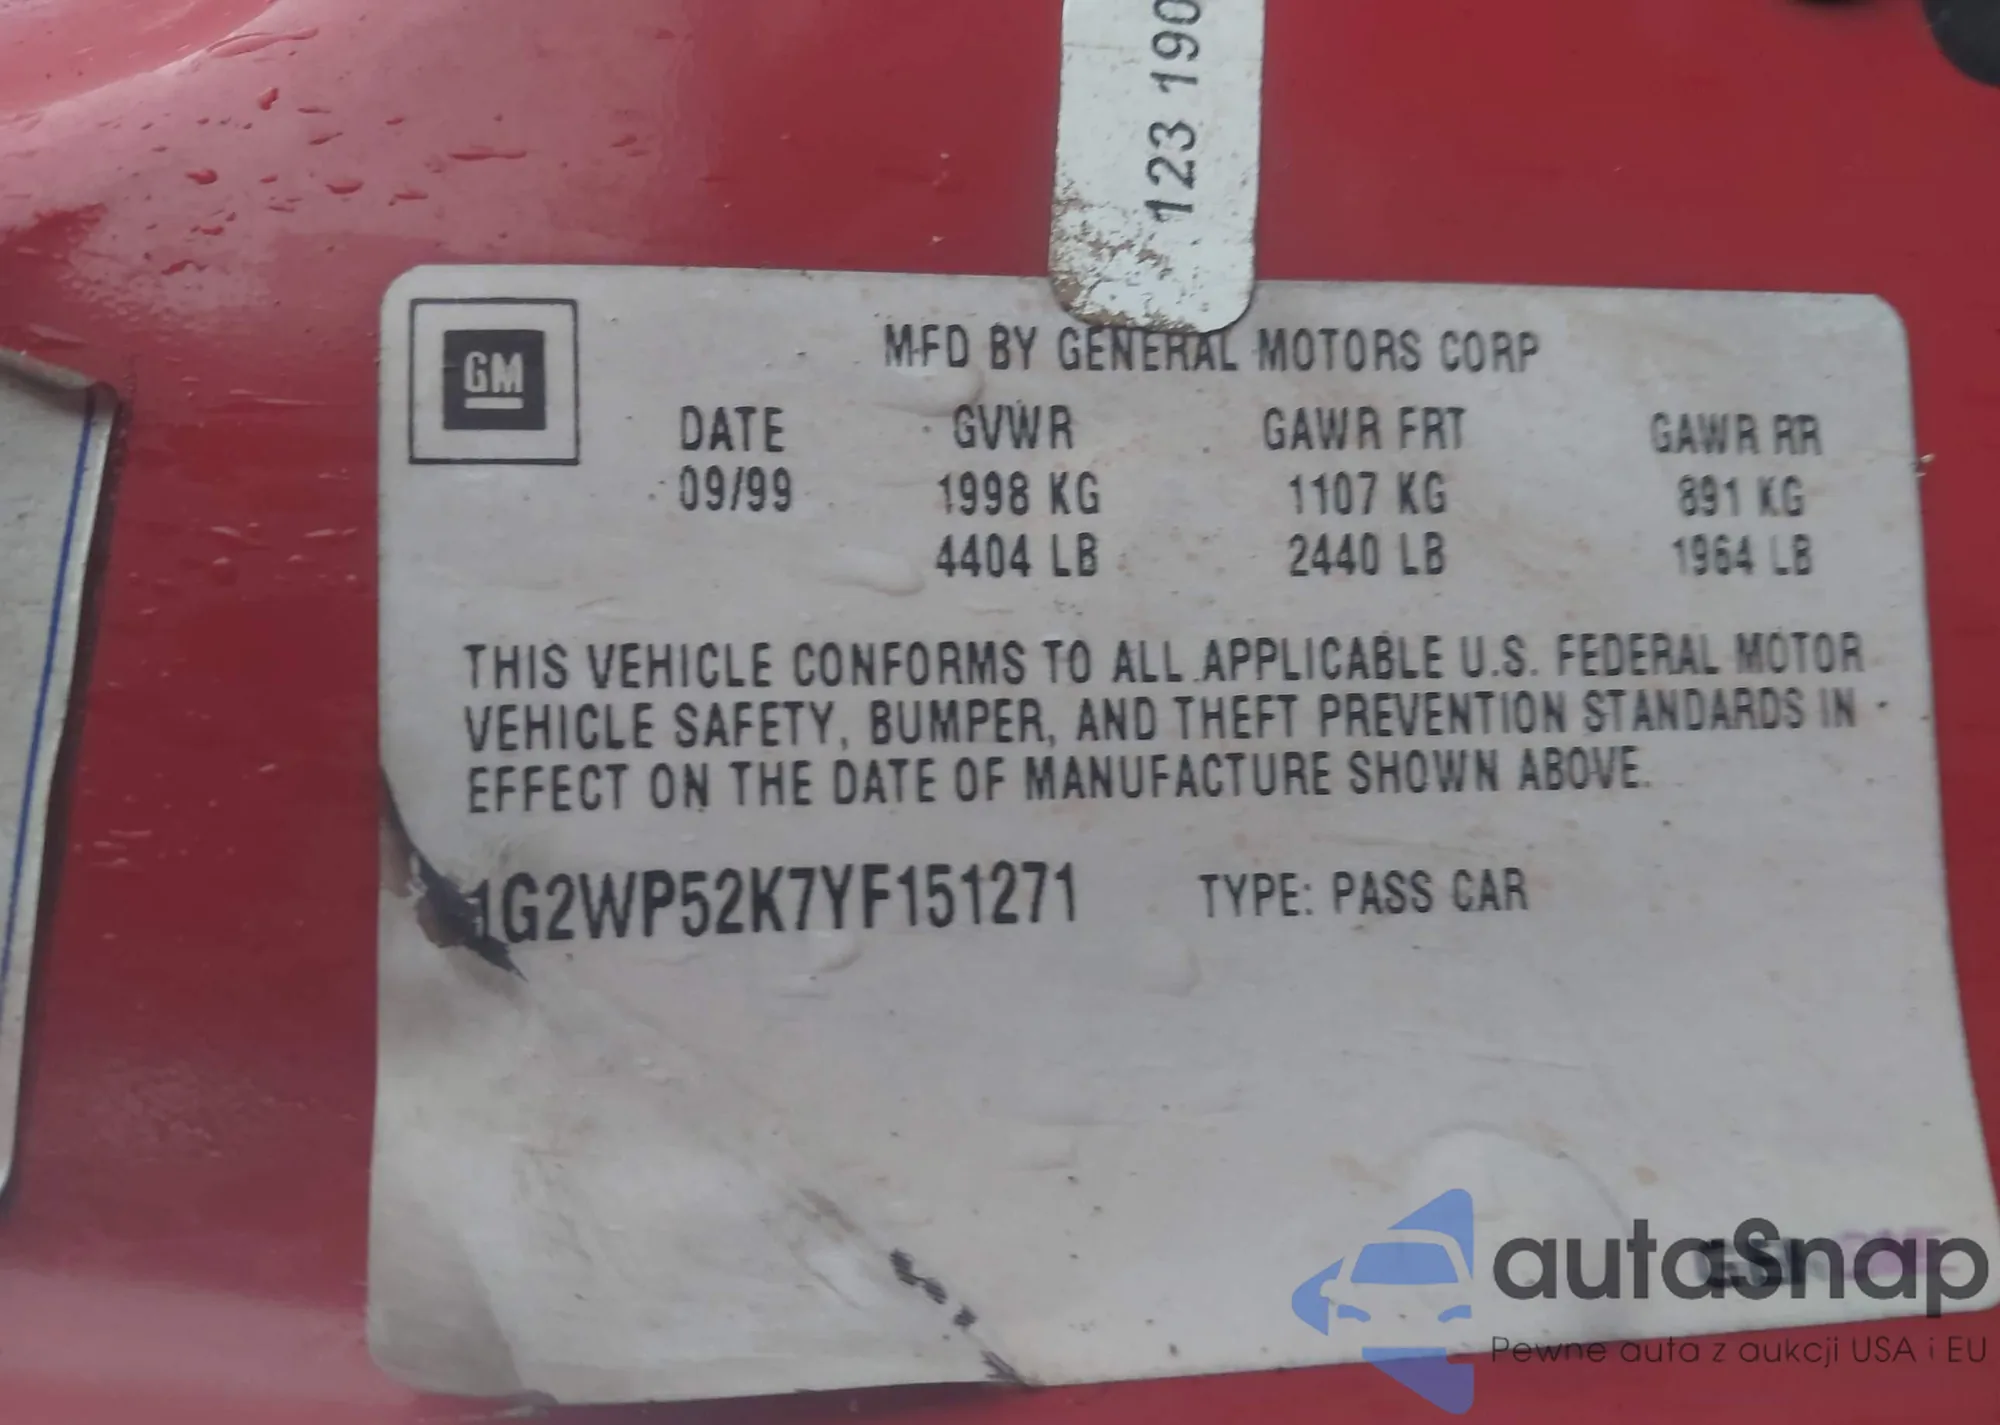 123 190
GM
MFD BY GENERAL MOTORS CORP
DATE GVWR GAWR FRT GAWR RR
09/99 1998 KG 1107 KG 891 KG
4404 LB 2440 LB 1964 LB
THIS VEHICLE CONFORMS TO ALL APPLICABLE U.S. FEDERAL MOTOR
VEHICLE SAFETY, BUMPER, AND THEFT PREVENTION STANDARDS IN
EFFECT ON THE DATE OF MANUFACTURE SHOWN ABOVE.
1G2WP52K7YF151271 TYPE: PASS CAR
autasnap
Pewne auta z aukcji USA i EU